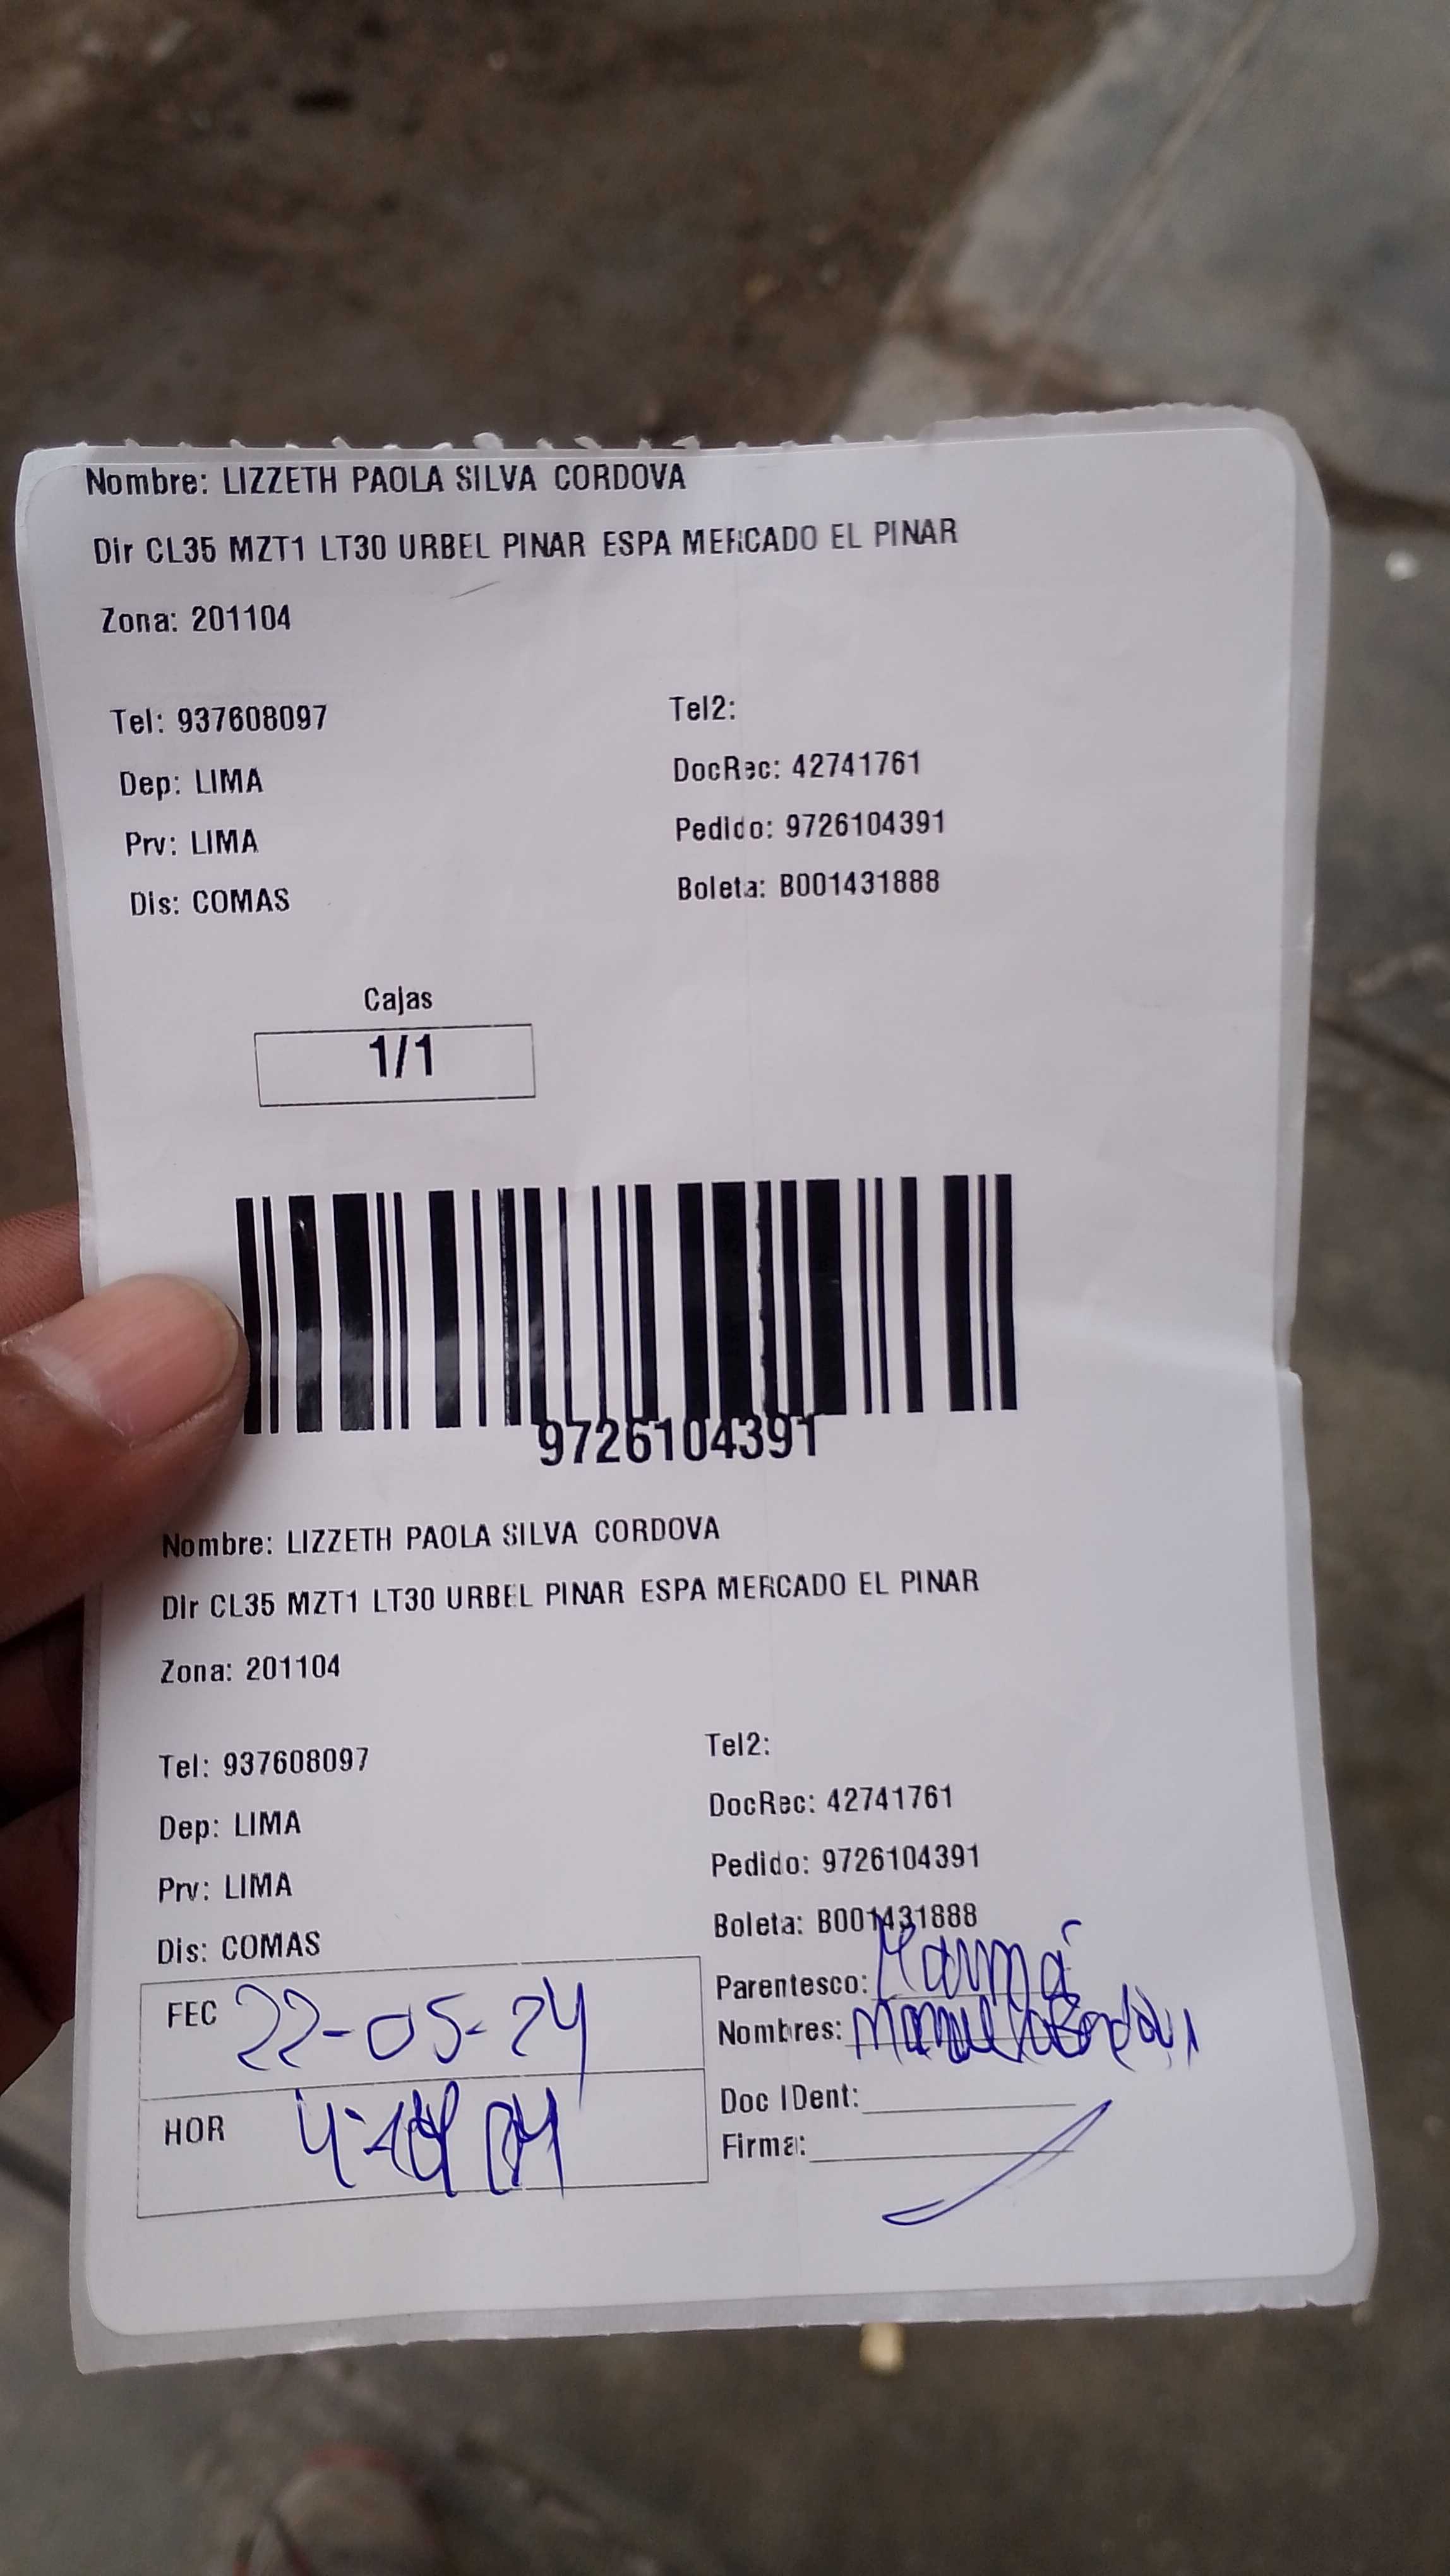 Nombre: LIZZETH PAOLA SILVA CORDOVA
Dir CL35 MZT1 LT30 URBEL PINAR ESPA MERCADO EL PINAR
Zona: 201104
Tel: 937608097 Tel2:
Dep: LIMA DocRec: 42741761
Prv: LIMA Pedido: 9726104391
Dis: COMAS Boleta: B001431888
Cajas
1/1
9726104391
Nombre: LIZZETH PAOLA SILVA CORDOVA
Dir CL35 MZT1 LT30 URBEL PINAR ESPA MERCADO EL PINAR
Zona: 201104
Tel: 937608097 Tel2:
Dep: LIMA DocRec: 42741761
Prv: LIMA Pedido: 9726104391
Dis: COMAS Boleta: B001431888
FEC 22-05-24
Parentesco: Mamá
Nombres:
HOR
Doc IDent:
Firma: